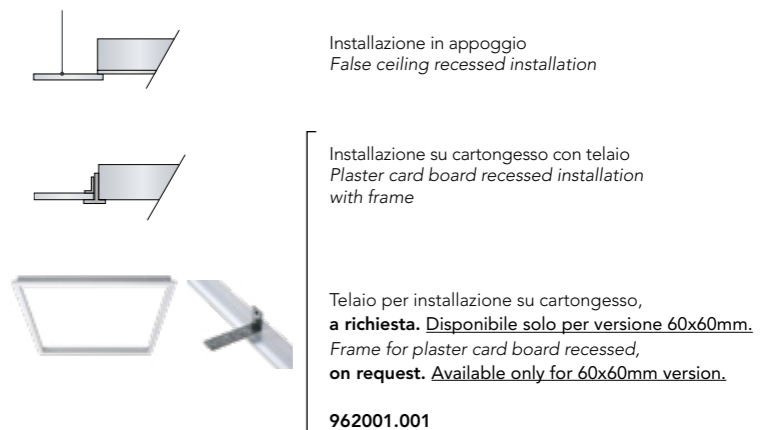 Installazione in appoggio
False ceiling recessed installation
Installazione su cartongesso con telaio
Plaster card board recessed installation
with frame
Telaio per installazione su cartongesso,
a richiesta. Disponibile solo per versione 60x60mm.
Frame for plaster card board recessed,
on request. Available only for 60x60mm version.
962001.001